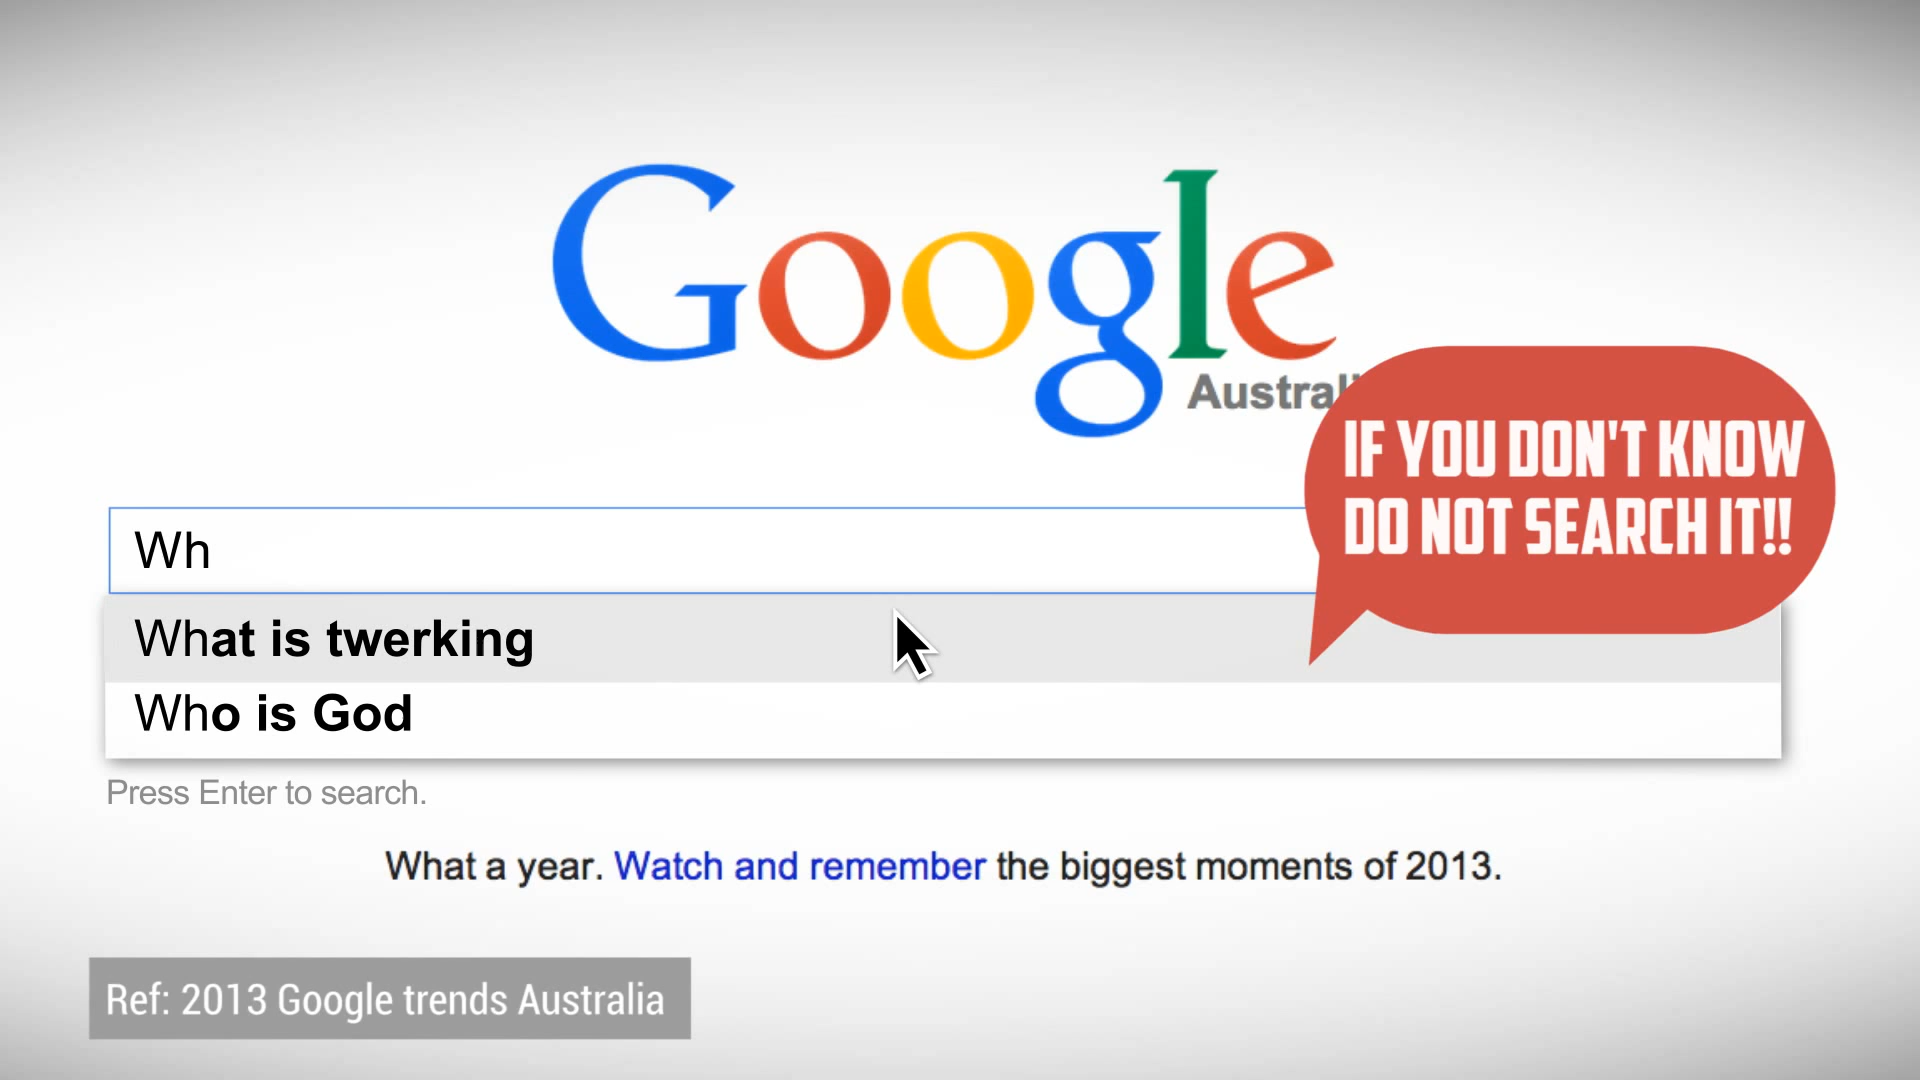 Google
Austral
IF YOU DON'T KNOW
DO NOT SEARCH IT!!
Wh
What is twerking
Who is God
Press Enter to search.
What a year. Watch and remember the biggest moments of 2013.
Ref: 2013 Google trends Australia